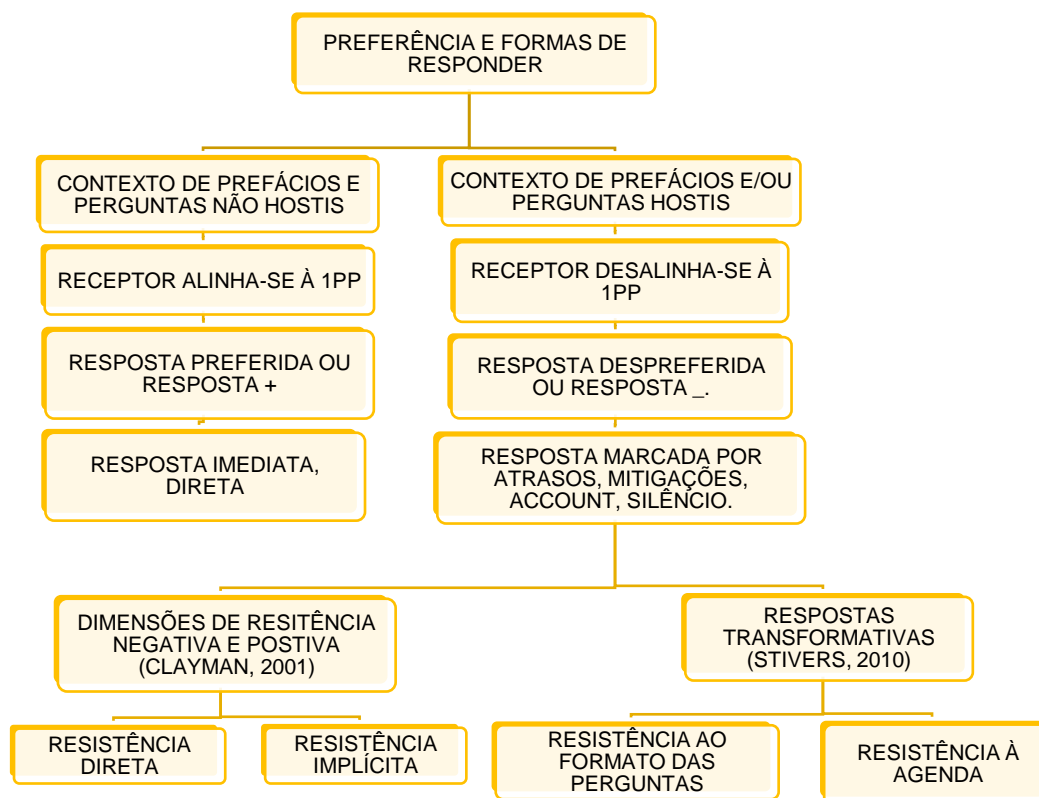 PREFERÊNCIA E FORMAS DE
RESPONDER
CONTEXTO DE PREFÁCIOS E
PERGUNTAS NÃO HOSTIS
CONTEXTO DE PREFÁCIOS E/OU
PERGUNTAS HOSTIS
RECEPTOR ALINHA-SE À 1PP
RECEPTOR DESALINHA-SE À
1PP
RESPOSTA PREFERIDA OU
RESPOSTA +
RESPOSTA DESPREFERIDA
OU RESPOSTA _.
RESPOSTA IMEDIATA,
DIRETA
RESPOSTA MARCADA POR
ATRASOS, MITIGAÇÕES,
ACCOUNT, SILÊNCIO.
DIMENSÕES DE RESITÊNCIA
NEGATIVA E POSTIVA
(CLAYMAN, 2001)
RESPOSTAS
TRANSFORMATIVAS
(STIVERS, 2010)
RESISTÊNCIA
DIRETA
RESISTÊNCIA
IMPLÍCITA
RESISTÊNCIA AO
FORMATO DAS
PERGUNTAS
RESISTÊNCIA À
AGENDA